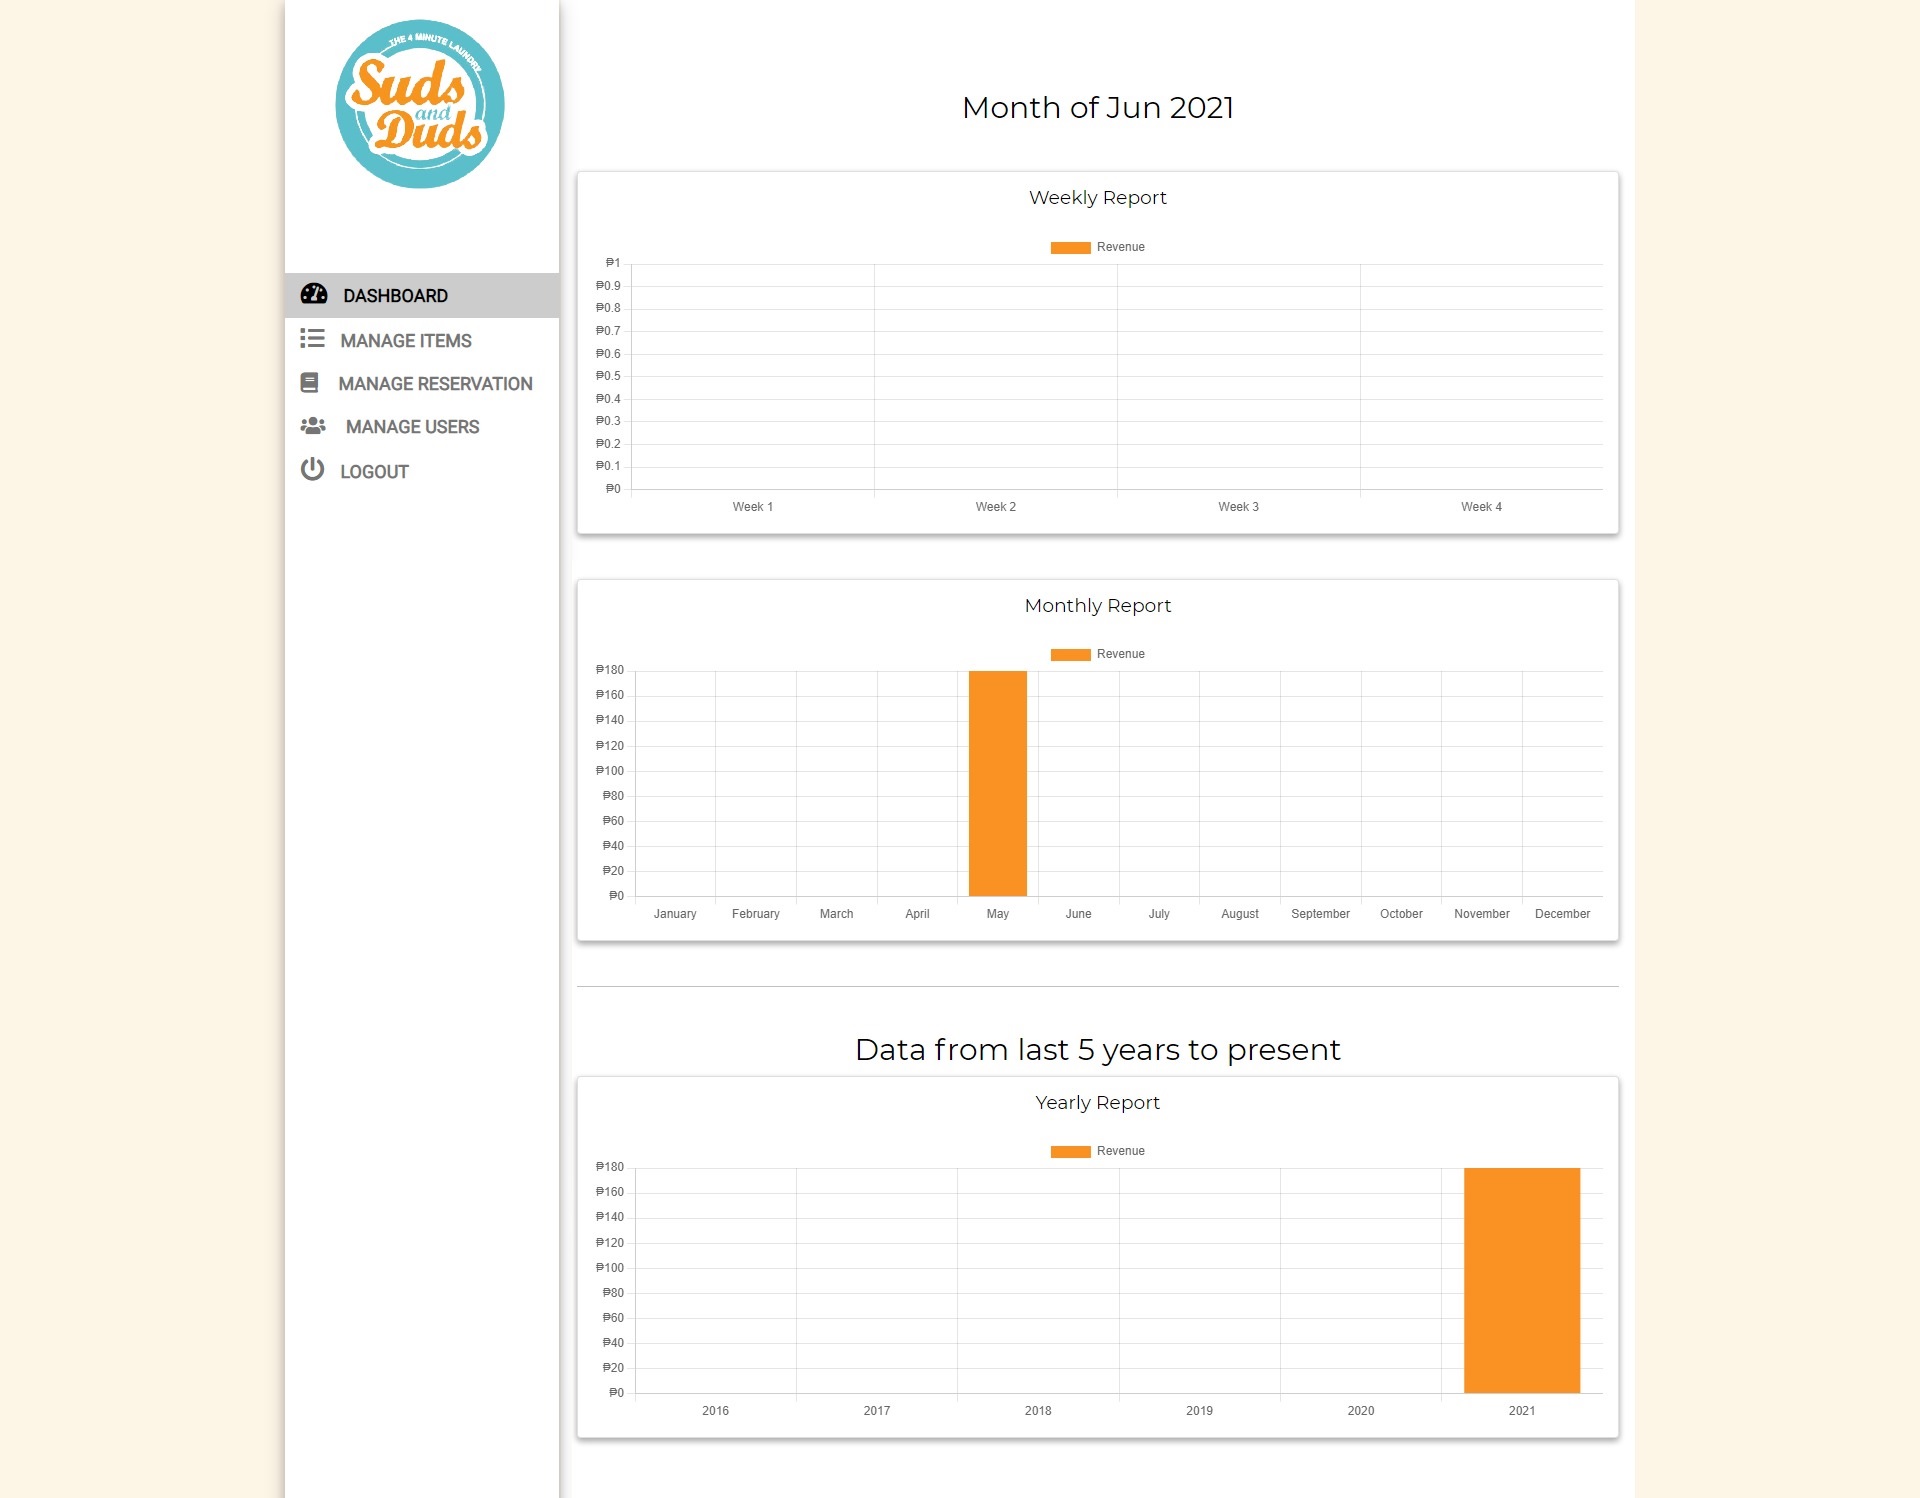 THE 4 MINUTE LAUNDRY
Suds
and
Duds
DASHBOARD
MANAGE ITEMS
MANAGE RESERVATION
MANAGE USERS
LOGOUT
Month of Jun 2021
Weekly Report
Revenue
₱1
₱0.9
₱0.8
₱0.7
₱0.6
₱0.5
₱0.4
₱0.3
₱0.2
₱0.1
₱0
Week 1 Week 2 Week 3 Week 4
Monthly Report
Revenue
₱180
₱160
₱140
₱120
₱100
₱80
₱60
₱40
₱20
₱0
January February March April May June July August September October November December
Data from last 5 years to present
Yearly Report
Revenue
₱180
₱160
₱140
₱120
₱100
₱80
₱60
₱40
₱20
₱0
2016 2017 2018 2019 2020 2021